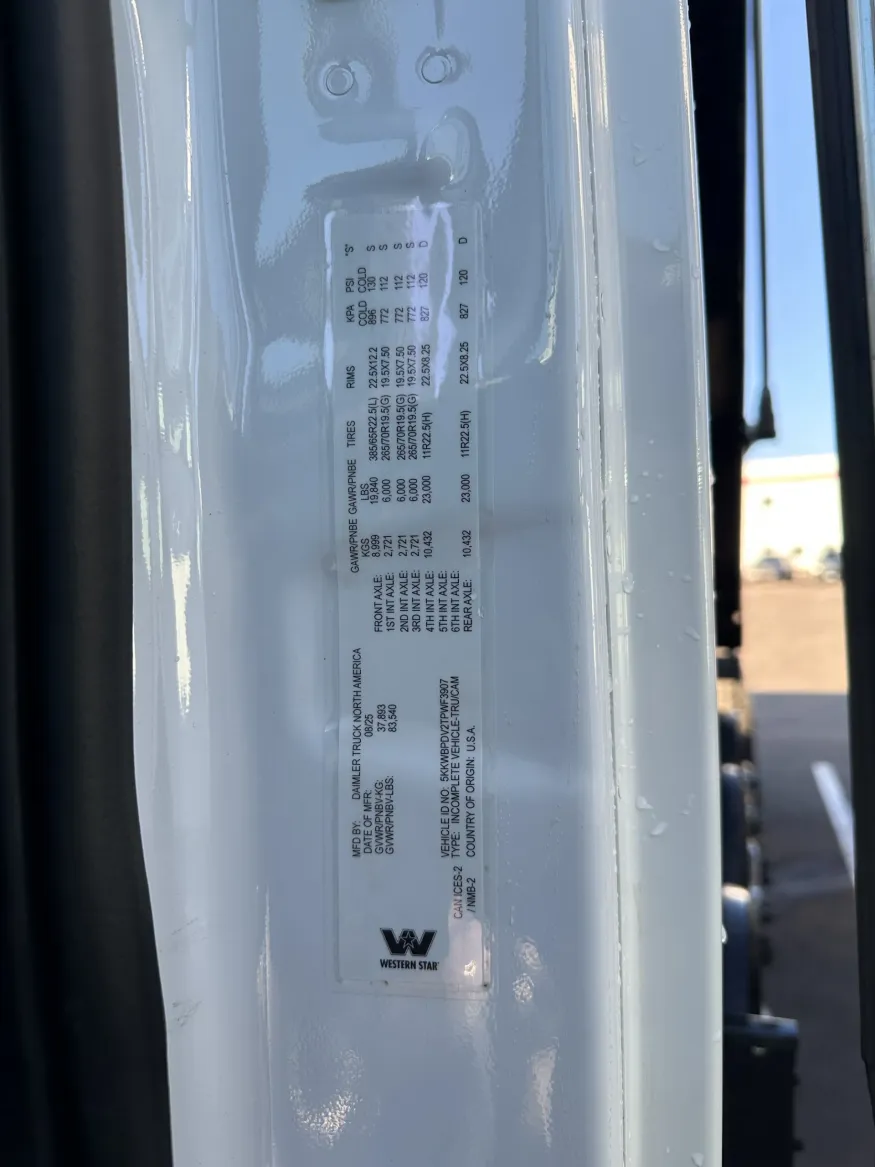 MFD BY: DAIMLER TRUCK NORTH AMERICA
DATE OF MFR: 08/25
GVWR/PNBV-KG: 37,893
GVWR/PNBV-LBS: 83,540
VEHICLE ID NO: 5KKWBPDV2TPWF3907
CAN ICES-2 TYPE: INCOMPLETE VEHICLE-TRU/CAM
/ NMB-2 COUNTRY OF ORIGIN: U.S.A.
WESTERN STAR
GAWR/PNBE GAWR/PNBE TIRES RIMS KPA PSI "S"
KGS LBS COLD COLD
FRONT AXLE: 8,999 19,840 385/65R22.5(L) 22.5X12.2 896 130 S
1ST INT AXLE: 2,721 6,000 265/70R19.5(G) 19.5X7.50 772 112 S
2ND INT AXLE: 2,721 6,000 265/70R19.5(G) 19.5X7.50 772 112 S
3RD INT AXLE: 2,721 6,000 265/70R19.5(G) 19.5X7.50 772 112 S
4TH INT AXLE: 10,432 23,000 11R22.5(H) 22.5X8.25 827 120 D
5TH INT AXLE:
6TH INT AXLE:
REAR AXLE: 10,432 23,000 11R22.5(H) 22.5X8.25 827 120 D